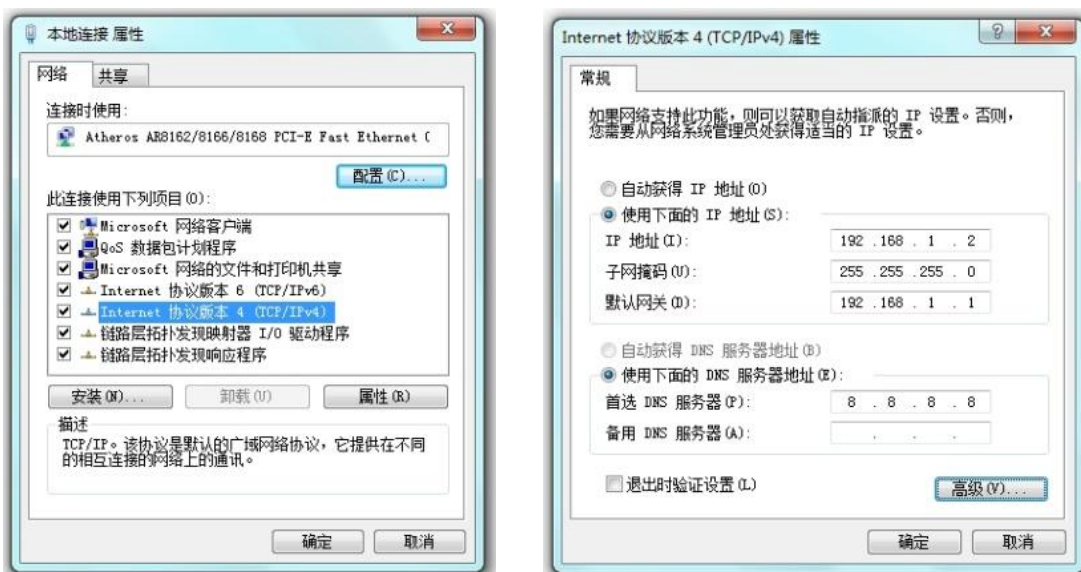 本地连接 属性
网络
共享
连接时使用:
Atheros AR8162/8166/8168 PCI-E Fast Ethernet (
配置(C)...
此连接使用下列项目(O):
Microsoft 网络客户端
QoS 数据包计划程序
Microsoft 网络的文件和打印机共享
Internet 协议版本 6 (TCP/IPv6)
Internet 协议版本 4 (TCP/IPv4)
链路层拓扑发现映射器 I/O 驱动程序
链路层拓扑发现响应程序
安装(N)...
卸载(U)
属性(R)
描述
TCP/IP。该协议是默认的广域网络协议，它提供在不同
的相互连接的网络上的通讯。
确定
取消
Internet 协议版本 4 (TCP/IPv4) 属性
常规
如果网络支持此功能，则可以获取自动指派的 IP 设置。否则，
您需要从网络系统管理员处获得适当的 IP 设置。
自动获得 IP 地址(O)
使用下面的 IP 地址(S):
IP 地址(I):
192 .168 . 1 . 2
子网掩码(U):
255 .255 .255 . 0
默认网关(D):
192 .168 . 1 . 1
自动获得 DNS 服务器地址(B)
使用下面的 DNS 服务器地址(E):
首选 DNS 服务器(P):
8 . 8 . 8 . 8
备用 DNS 服务器(A):
. . .
退出时验证设置(L)
高级(V)...
确定
取消